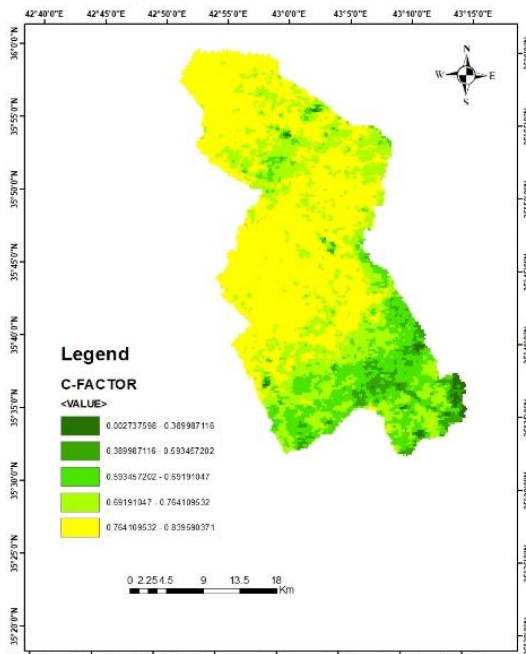 42°40'0"E 42°45'0"E 42°50'0"E 42°55'0"E 43°0'0"E 43°5'0"E 43°10'0"E 43°15'0"E
36°0'0"N
35°55'0"N
35°50'0"N
35°45'0"N
35°40'0"N
35°35'0"N
35°30'0"N
35°25'0"N
35°20'0"N
N
W E
S
Legend
C-FACTOR
<VALUE>
0.002737598 - 0.389987116
0.389987116 - 0.593457202
0.593457202 - 0.69191047
0.69191047 - 0.764109532
0.764109532 - 0.839590371
0 2.25 4.5 9 13.5 18
Km